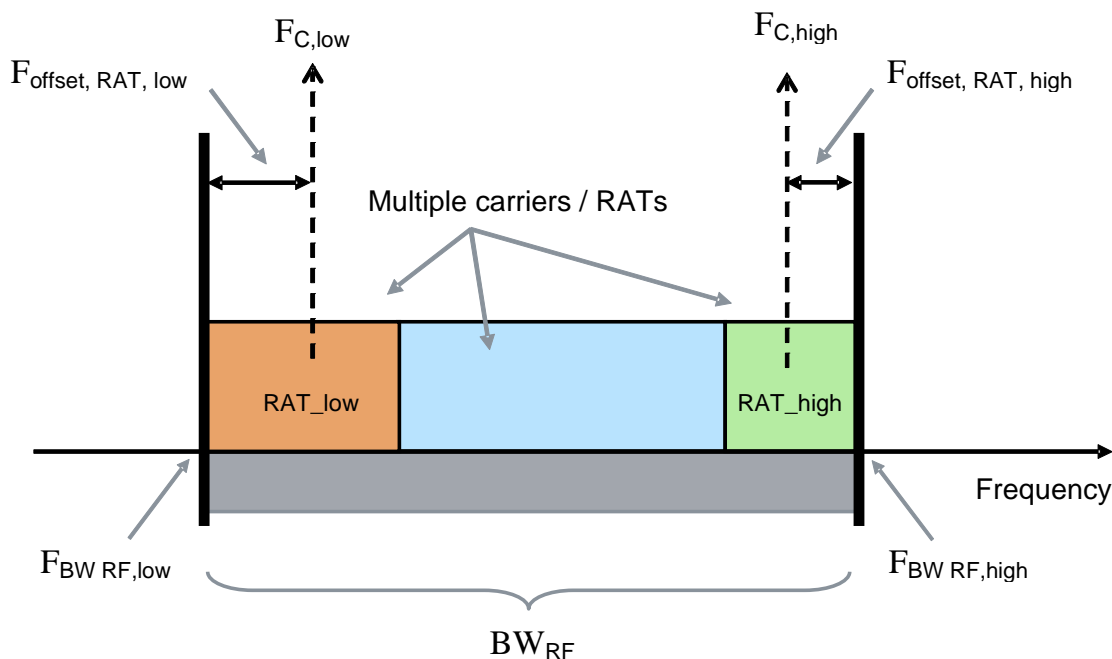 F_C,low
F_C,high
F_offset, RAT, low
F_offset, RAT, high
Multiple carriers / RATs
RAT_low
RAT_high
Frequency
F_BW RF,low
F_BW RF,high
BW_RF